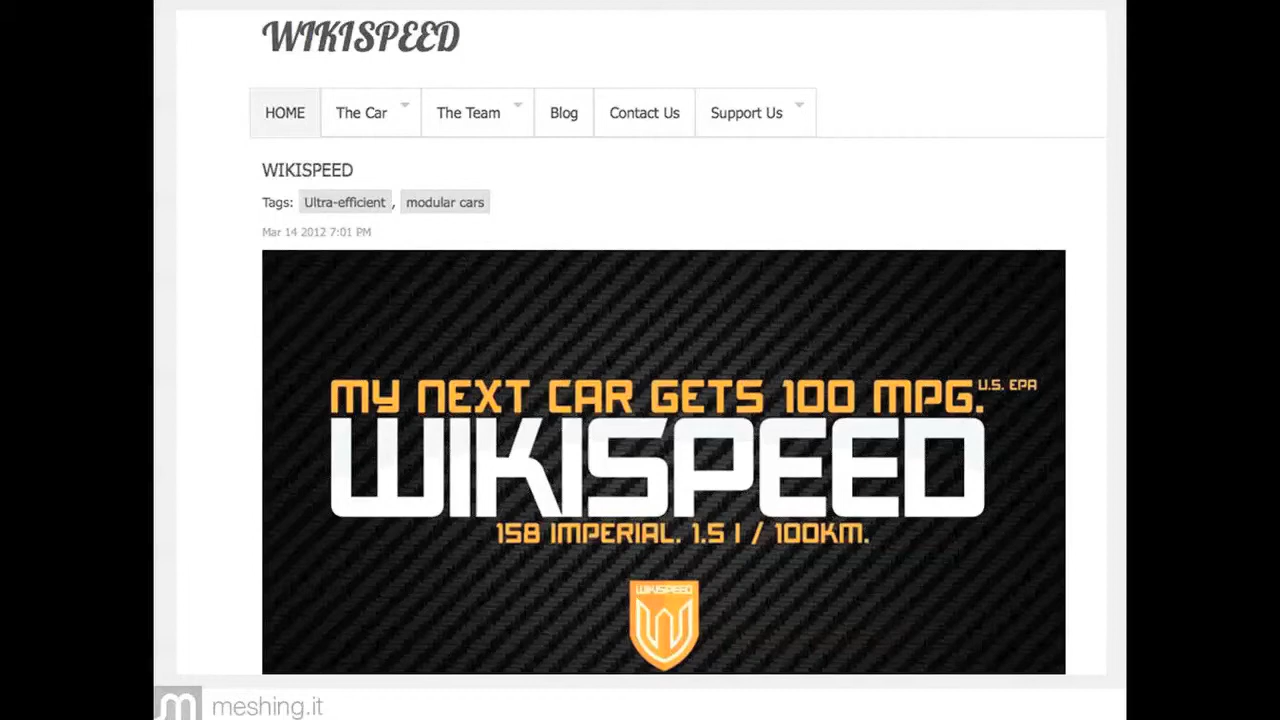 WIKISPEED
HOME The Car The Team Blog Contact Us Support Us
WIKISPEED
Tags: Ultra-efficient , modular cars
Mar 14 2012 7:01 PM
MY NEXT CAR GETS 100 MPG. U.S. EPA
WIKISPEED
158 IMPERIAL. 1.5 l / 100KM.
WIKISPEED
W
m meshing.it